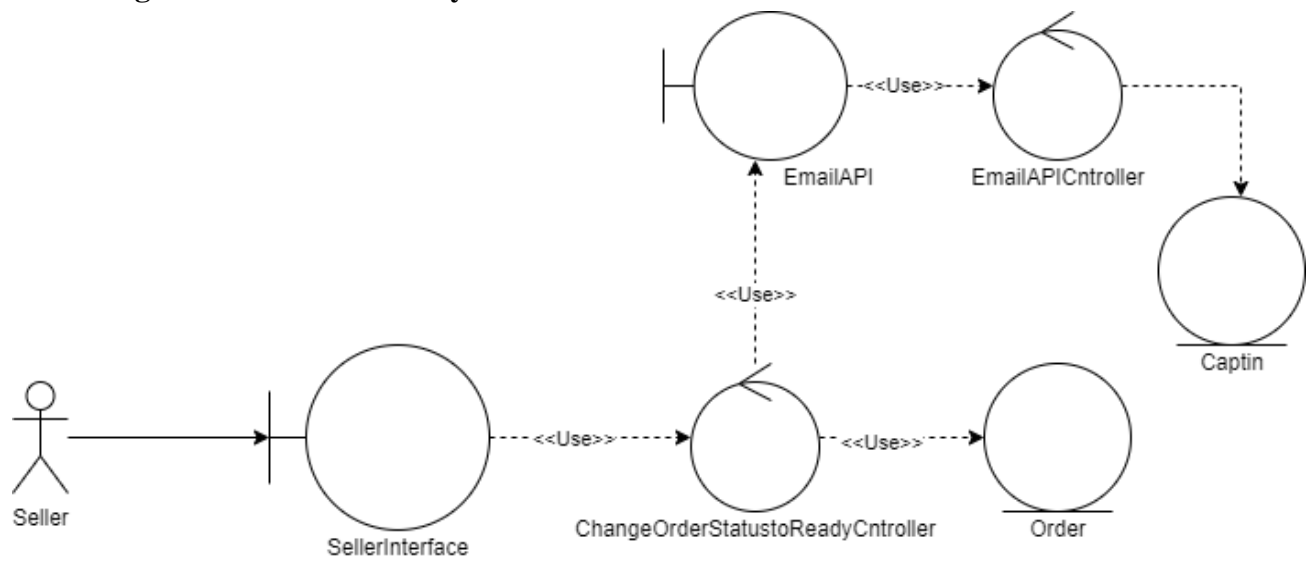 <<Use>>
EmailAPI
EmailAPICntroller
<<Use>>
Captin
<<Use>>
<<Use>>
Seller
SellerInterface
ChangeOrderStatustoReadyCntroller
Order